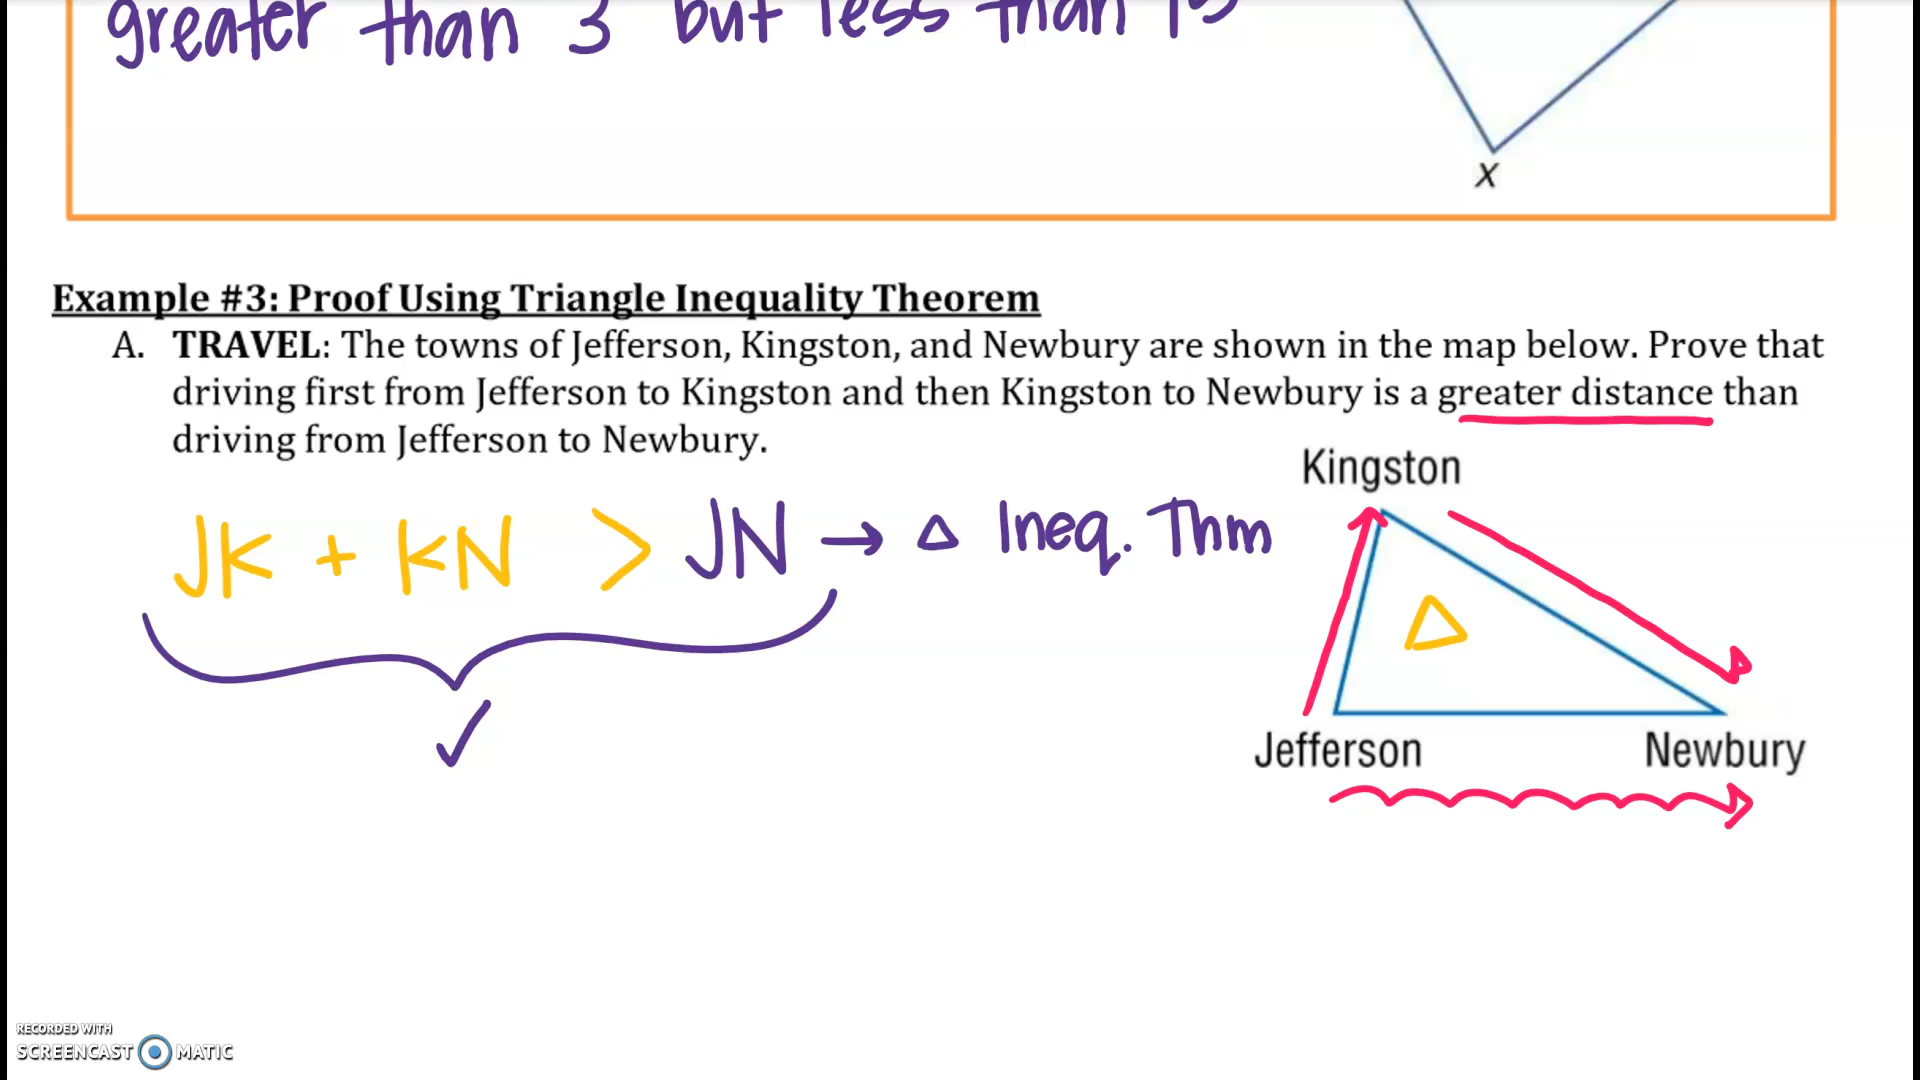 greater than 3 but less than 15
X
Example #3: Proof Using Triangle Inequality Theorem
A. TRAVEL: The towns of Jefferson, Kingston, and Newbury are shown in the map below. Prove that
driving first from Jefferson to Kingston and then Kingston to Newbury is a greater distance than
driving from Jefferson to Newbury.
Kingston
JK + KN > JN → Δ Ineq. Thm
Δ
Jefferson
Newbury
RECORDED WITH
SCREENCAST MATIC